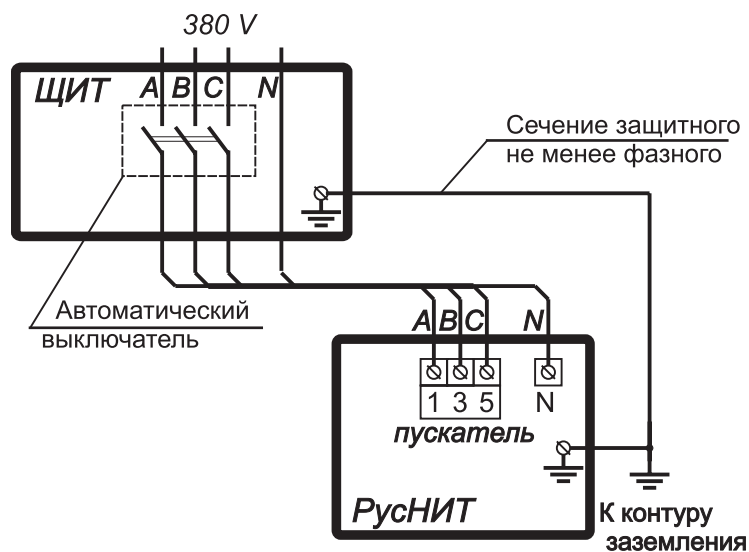 380 V
ЩИТ A B C N
Сечение защитного
не менее фазного
Автоматический
выключатель
A B C N
1 3 5 N
пускатель
РусНИТ
К контуру
заземления